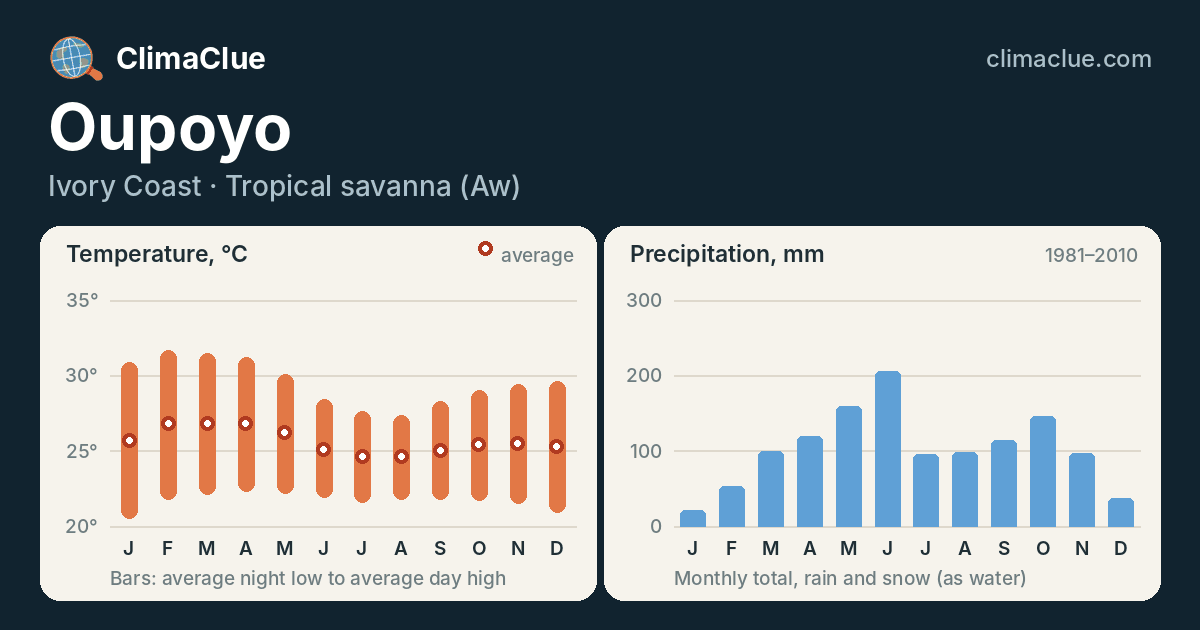 ClimaClue
climaclue.com
Oupoyo
Ivory Coast · Tropical savanna (Aw)
Temperature, °C
average
35°
30°
25°
20°
J F M A M J J A S O N D
Bars: average night low to average day high
Precipitation, mm
1981–2010
300
200
100
0
J F M A M J J A S O N D
Monthly total, rain and snow (as water)